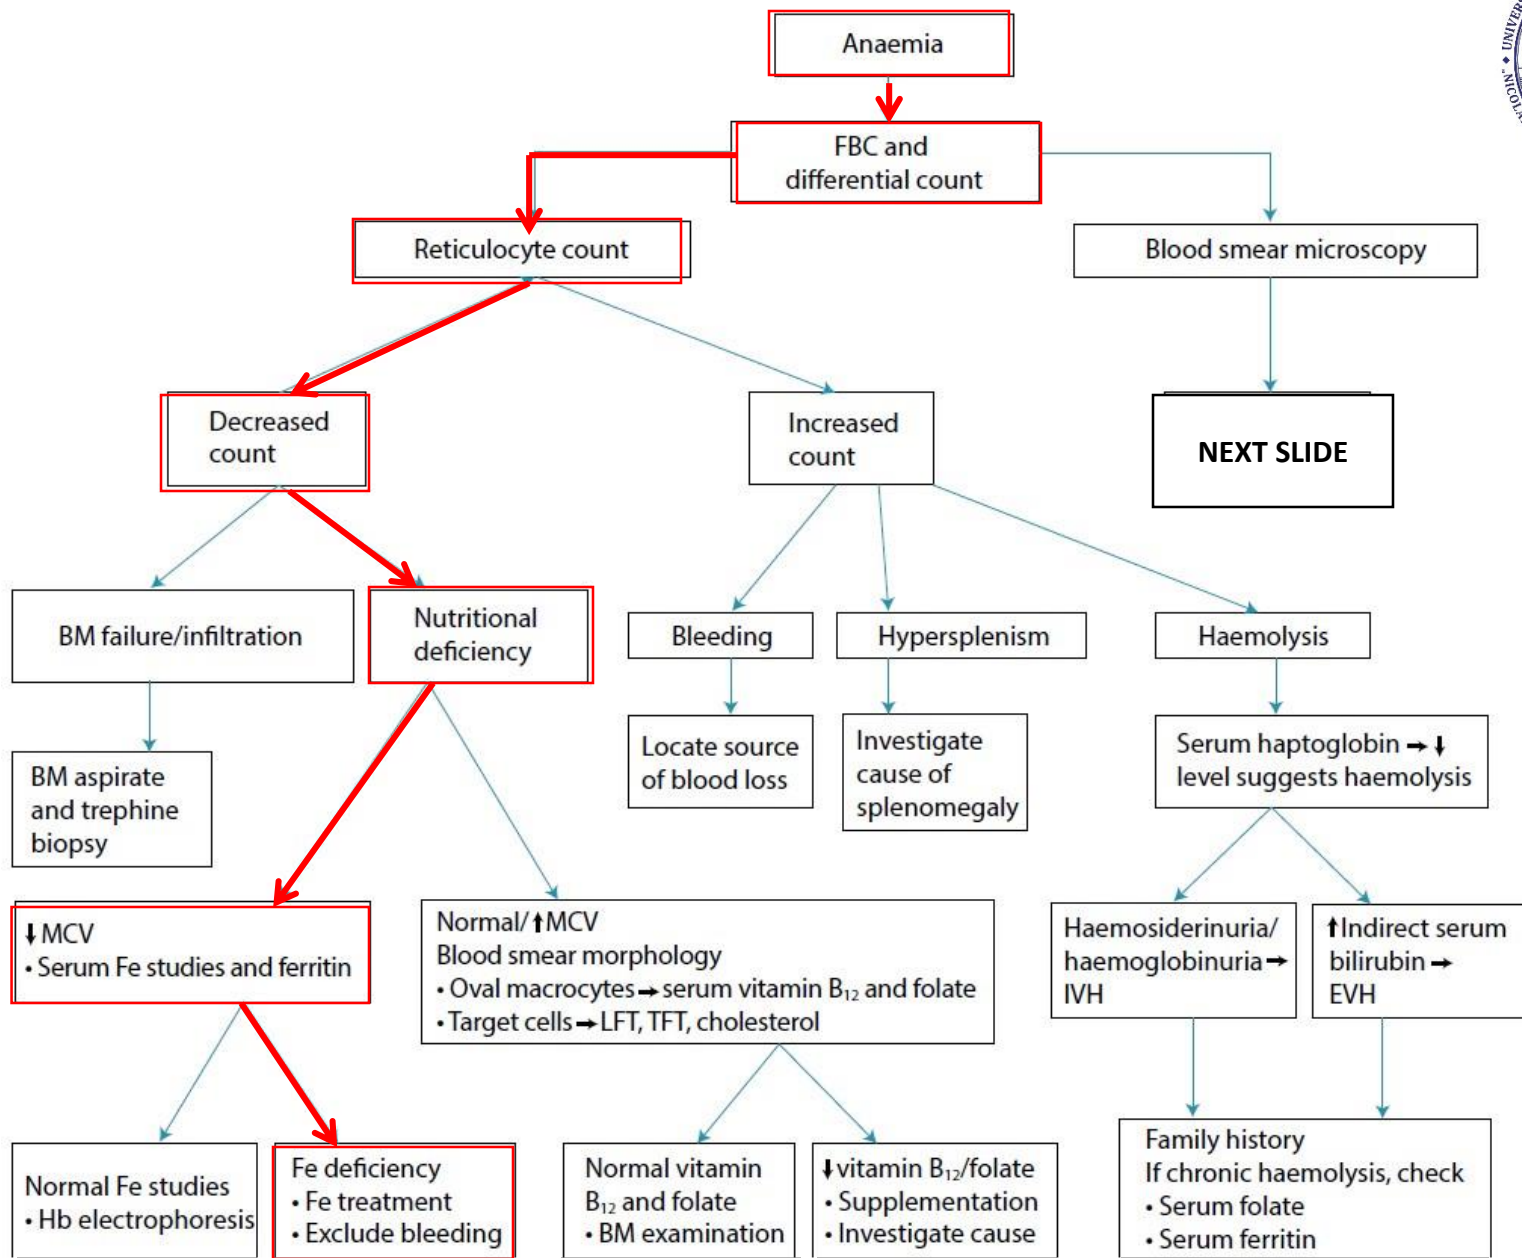 Anaemia
FBC and
differential count
Reticulocyte count
Blood smear microscopy
Decreased
count
Increased
count
NEXT SLIDE
BM failure/infiltration
Nutritional
deficiency
Bleeding
Hypersplenism
Haemolysis
BM aspirate
and trephine
biopsy
Locate source
of blood loss
Investigate
cause of
splenomegaly
Serum haptoglobin → ↓
level suggests haemolysis
↓ MCV
• Serum Fe studies and ferritin
Normal/↑MCV
Blood smear morphology
• Oval macrocytes → serum vitamin B₁₂ and folate
• Target cells → LFT, TFT, cholesterol
Haemosiderinuria/
haemoglobinuria →
IVH
↑Indirect serum
bilirubin →
EVH
Normal Fe studies
• Hb electrophoresis
Fe deficiency
• Fe treatment
• Exclude bleeding
Normal vitamin
B₁₂ and folate
• BM examination
↓vitamin B₁₂/folate
• Supplementation
• Investigate cause
Family history
If chronic haemolysis, check
• Serum folate
• Serum ferritin